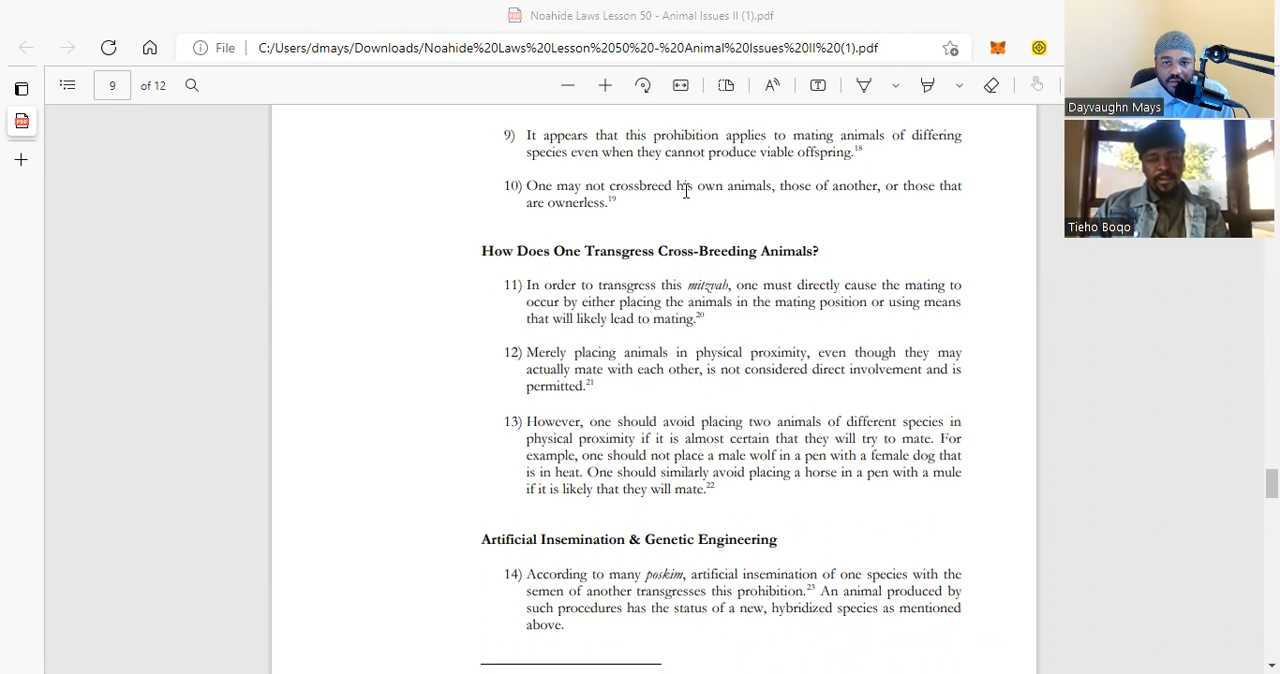 Noahide Laws Lesson 50 - Animal Issues II (1).pdf
File C:/Users/dmays/Downloads/Noahide%20Laws%20Lesson%2050%20-%20Animal%20Issues%20II%20(1).pdf
9 of 12
9) It appears that this prohibition applies to mating animals of differing
species even when they cannot produce viable offspring.18
10) One may not crossbreed his own animals, those of another, or those that
are ownerless.19
How Does One Transgress Cross-Breeding Animals?
11) In order to transgress this mitzvah, one must directly cause the mating to
occur by either placing the animals in the mating position or using means
that will likely lead to mating.20
12) Merely placing animals in physical proximity, even though they may
actually mate with each other, is not considered direct involvement and is
permitted.21
13) However, one should avoid placing two animals of different species in
physical proximity if it is almost certain that they will try to mate. For
example, one should not place a male wolf in a pen with a female dog that
is in heat. One should similarly avoid placing a horse in a pen with a mule
if it is likely that they will mate.22
Artificial Insemination & Genetic Engineering
14) According to many poskim, artificial insemination of one species with the
semen of another transgresses this prohibition.23 An animal produced by
such procedures has the status of a new, hybridized species as mentioned
above.
Dayvaughn Mays
Tieho Boqo